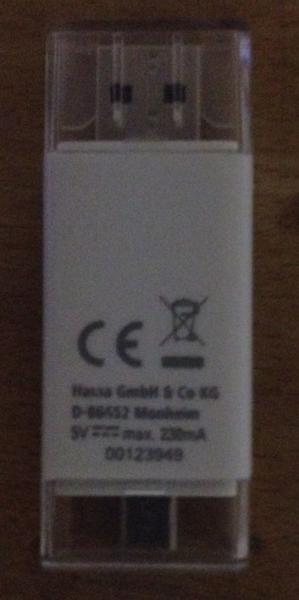 CE
Hama GmbH & Co KG
D-86652 Monheim
5V max. 230mA
00123949